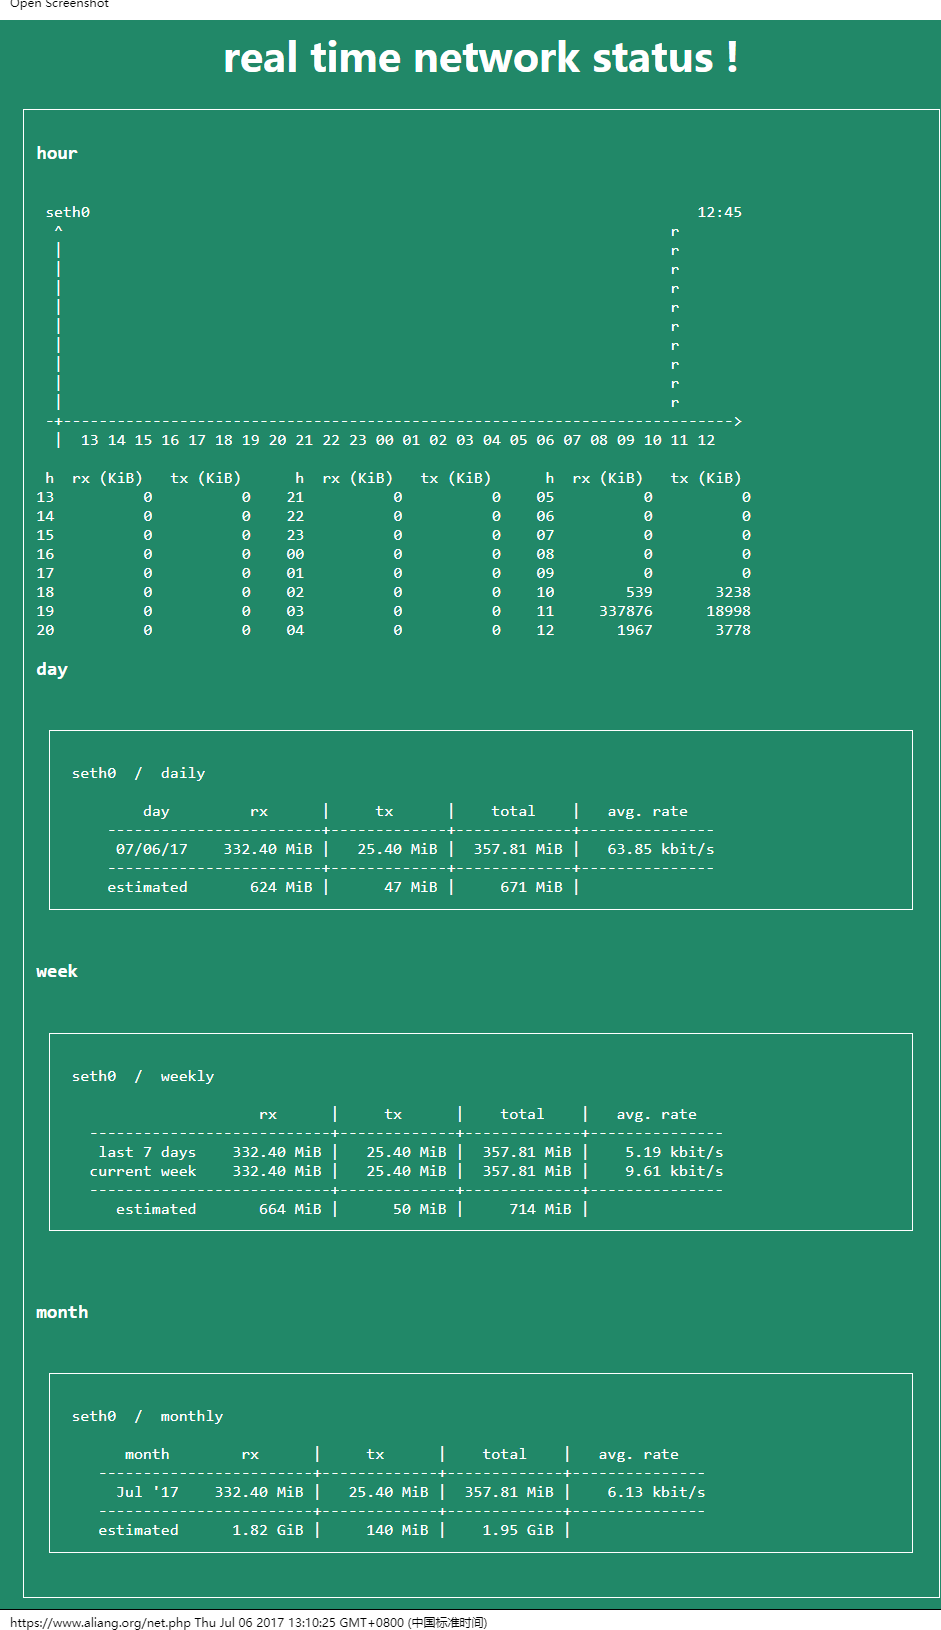 Open Screenshot
real time network status !
hour
seth0                                                                    12:45
  ^                                                                    r
  |                                                                    r
  |                                                                    r
  |                                                                    r
  |                                                                    r
  |                                                                    r
  |                                                                    r
  |                                                                    r
  |                                                                    r
  |                                                                    r
 -+--------------------------------------------------------------------------->
  |  13 14 15 16 17 18 19 20 21 22 23 00 01 02 03 04 05 06 07 08 09 10 11 12
 h  rx (KiB)   tx (KiB)      h  rx (KiB)   tx (KiB)      h  rx (KiB)   tx (KiB)
13          0          0    21          0          0    05          0          0
14          0          0    22          0          0    06          0          0
15          0          0    23          0          0    07          0          0
16          0          0    00          0          0    08          0          0
17          0          0    01          0          0    09          0          0
18          0          0    02          0          0    10        539       3238
19          0          0    03          0          0    11     337876      18998
20          0          0    04          0          0    12       1967       3778
day
seth0  /  daily
        day         rx      |     tx      |    total    |   avg. rate
    ------------------------+-------------+-------------+---------------
     07/06/17    332.40 MiB |   25.40 MiB |  357.81 MiB |   63.85 kbit/s
    ------------------------+-------------+-------------+---------------
    estimated       624 MiB |      47 MiB |     671 MiB |
week
seth0  /  weekly
                     rx      |     tx      |    total    |   avg. rate
  ---------------------------+-------------+-------------+---------------
   last 7 days    332.40 MiB |   25.40 MiB |  357.81 MiB |    5.19 kbit/s
  current week    332.40 MiB |   25.40 MiB |  357.81 MiB |    9.61 kbit/s
  ---------------------------+-------------+-------------+---------------
     estimated       664 MiB |      50 MiB |     714 MiB |
month
seth0  /  monthly
      month        rx      |     tx      |    total    |   avg. rate
   ------------------------+-------------+-------------+---------------
     Jul '17    332.40 MiB |   25.40 MiB |  357.81 MiB |    6.13 kbit/s
   ------------------------+-------------+-------------+---------------
   estimated      1.82 GiB |     140 MiB |    1.95 GiB |
https://www.aliang.org/net.php Thu Jul 06 2017 13:10:25 GMT+0800 (中国标准时间)